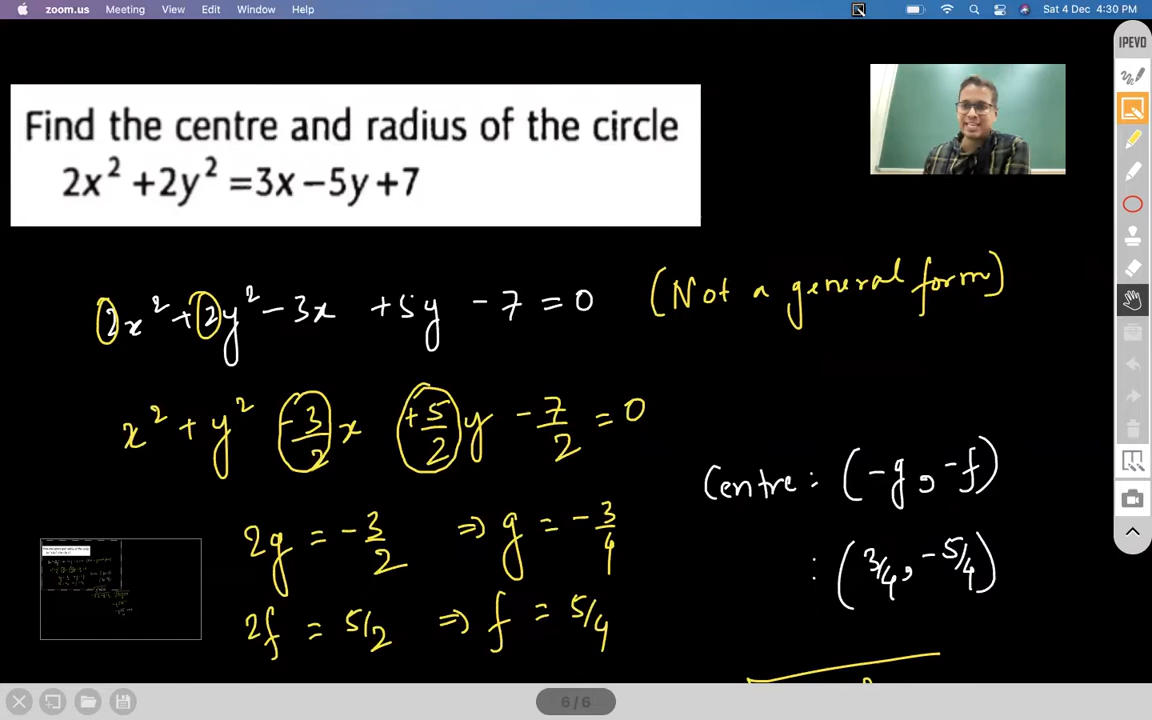 zoom.us Meeting View Edit Window Help Sat 4 Dec 4:30 PM
IPEVO
Find the centre and radius of the circle
2x² +2y² =3x−5y+7
2x² + 2y² − 3x + 5y − 7 = 0 (Not a general form)
x² + y² −3/2 x +5/2 y − 7/2 = 0
Centre : (−g, −f)
2g = −3/2 ⇒ g = −3/4
: (3/4, −5/4)
2f = 5/2 ⇒ f = 5/4
6/6